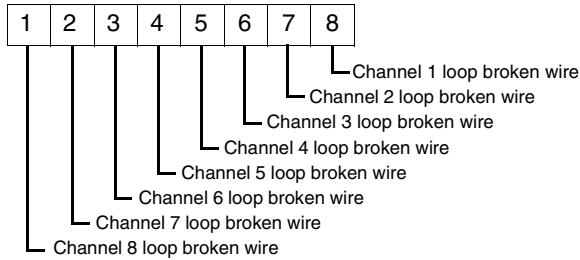 1 2 3 4 5 6 7 8
Channel 1 loop broken wire
Channel 2 loop broken wire
Channel 3 loop broken wire
Channel 4 loop broken wire
Channel 5 loop broken wire
Channel 6 loop broken wire
Channel 7 loop broken wire
Channel 8 loop broken wire